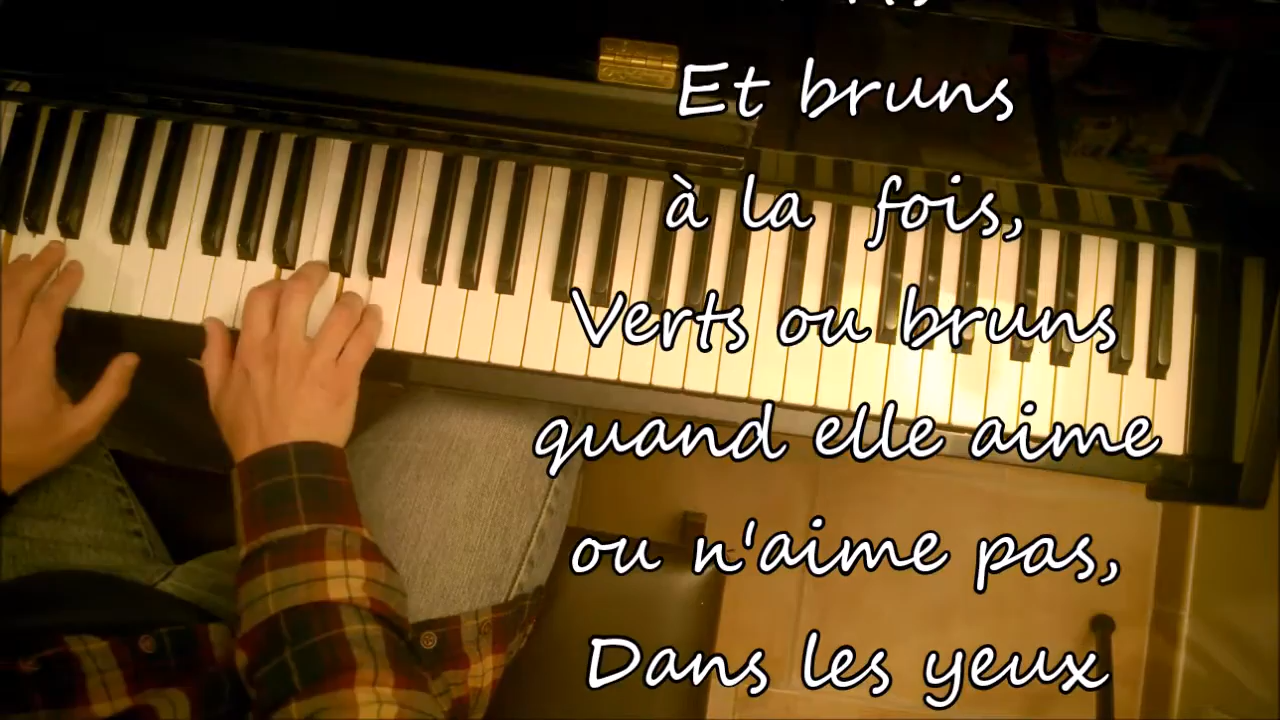 Et bruns
à la fois,
Verts ou bruns
quand elle aime
ou n'aime pas,
Dans les yeux